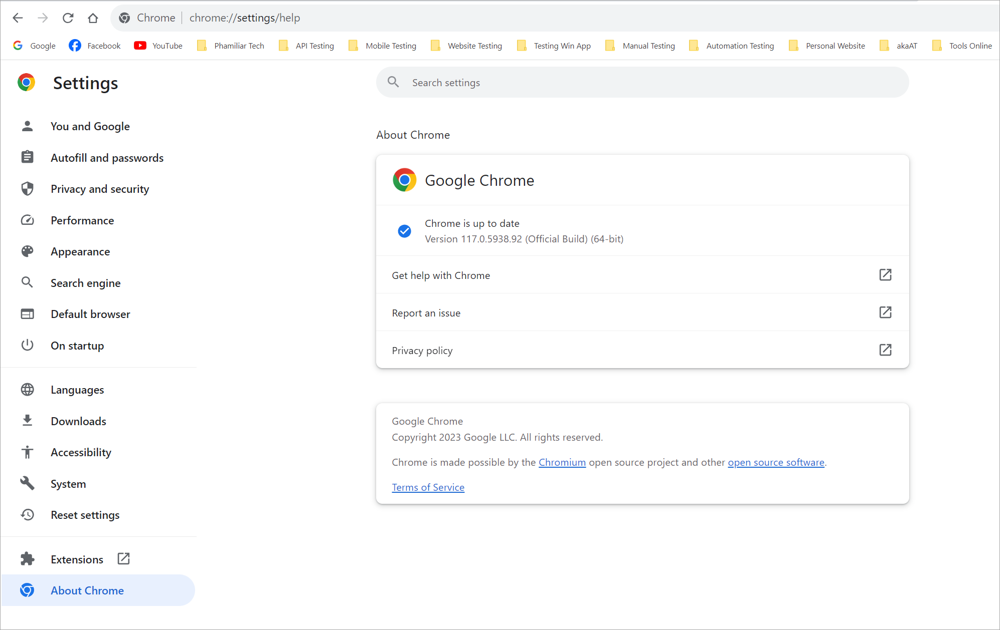 Chrome chrome://settings/help
Google Facebook YouTube Phamiliar Tech API Testing Mobile Testing Website Testing Testing Win App Manual Testing Automation Testing Personal Website akaAT Tools Online
Settings
Search settings
You and Google
Autofill and passwords
Privacy and security
Performance
Appearance
Search engine
Default browser
On startup
Languages
Downloads
Accessibility
System
Reset settings
Extensions
About Chrome
About Chrome
Google Chrome
Chrome is up to date
Version 117.0.5938.92 (Official Build) (64-bit)
Get help with Chrome
Report an issue
Privacy policy
Google Chrome
Copyright 2023 Google LLC. All rights reserved.
Chrome is made possible by the Chromium open source project and other open source software.
Terms of Service